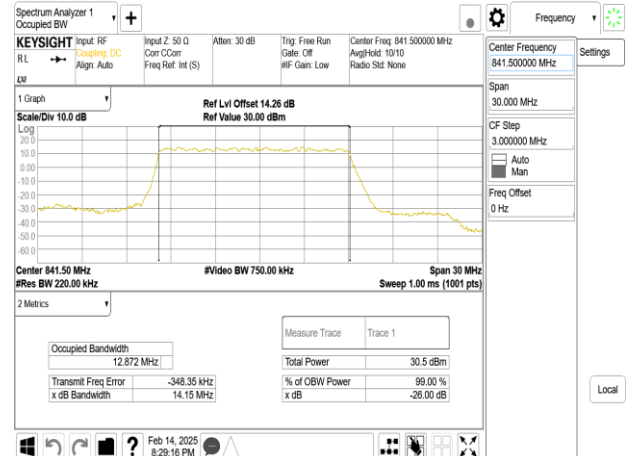 Spectrum Analyzer 1
Occupied BW
Frequency
KEYSIGHT
RL
LXI
Input: RF
Coupling: DC
Align: Auto
Input Z: 50 Ω
Corr CCorr
Freq Ref: Int (S)
Atten: 30 dB
Trig: Free Run
Gate: Off
#IF Gain: Low
Center Freq: 841.500000 MHz
Avg|Hold: 10/10
Radio Std: None
Center Frequency
841.500000 MHz
Settings
Span
30.000 MHz
CF Step
3.000000 MHz
Auto
Man
Freq Offset
0 Hz
1 Graph
Scale/Div 10.0 dB
Ref Lvl Offset 14.26 dB
Ref Value 30.00 dBm
Log
20.0
10.0
0.00
-10.0
-20.0
-30.0
-40.0
-50.0
-60.0
Center 841.50 MHz
#Video BW 750.00 kHz
Span 30 MHz
#Res BW 220.00 kHz
Sweep 1.00 ms (1001 pts)
2 Metrics
Measure Trace
Trace 1
Occupied Bandwidth
12.872 MHz
Total Power
30.5 dBm
Transmit Freq Error
-348.35 kHz
% of OBW Power
99.00 %
x dB Bandwidth
14.15 MHz
x dB
-26.00 dB
Local
Feb 14, 2025
8:29:16 PM